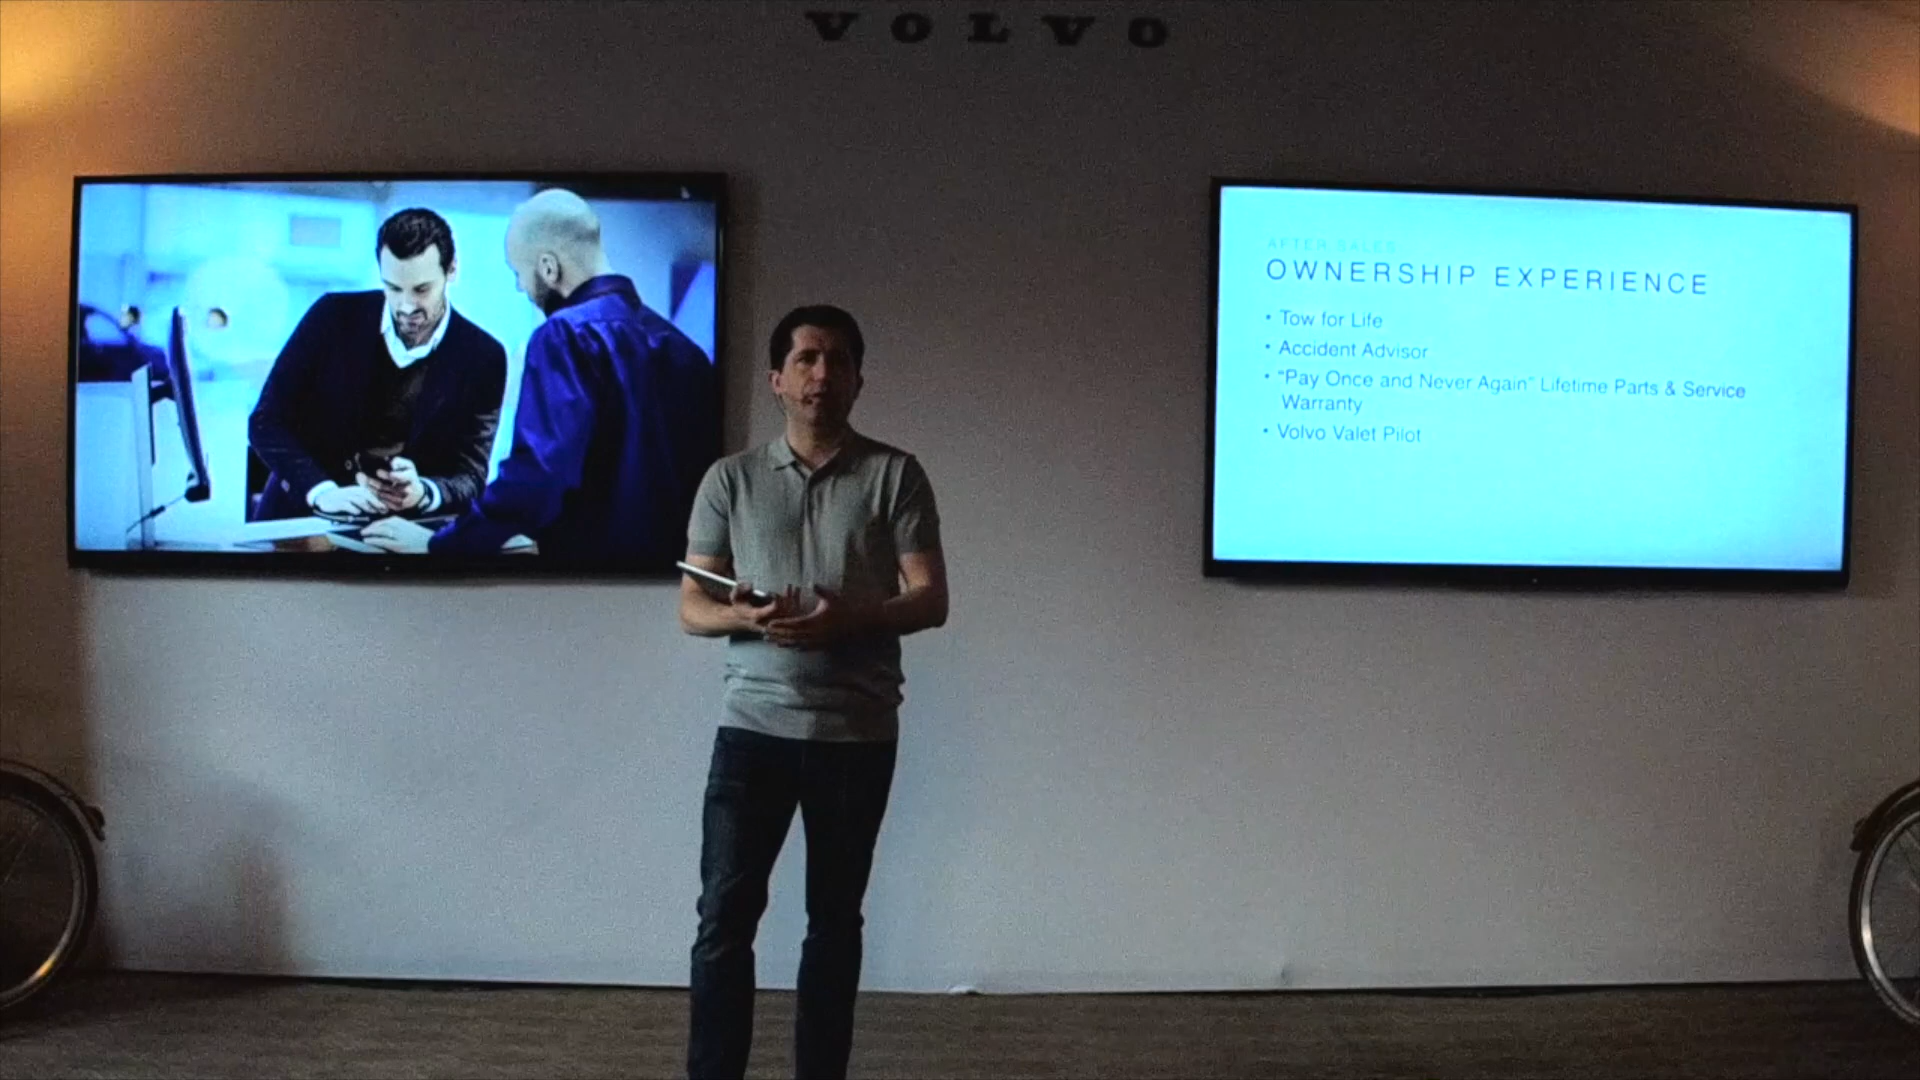 VOLVO
AFTER SALES
OWNERSHIP EXPERIENCE
• Tow for Life
• Accident Advisor
• “Pay Once and Never Again” Lifetime Parts & Service
Warranty
• Volvo Valet Pilot